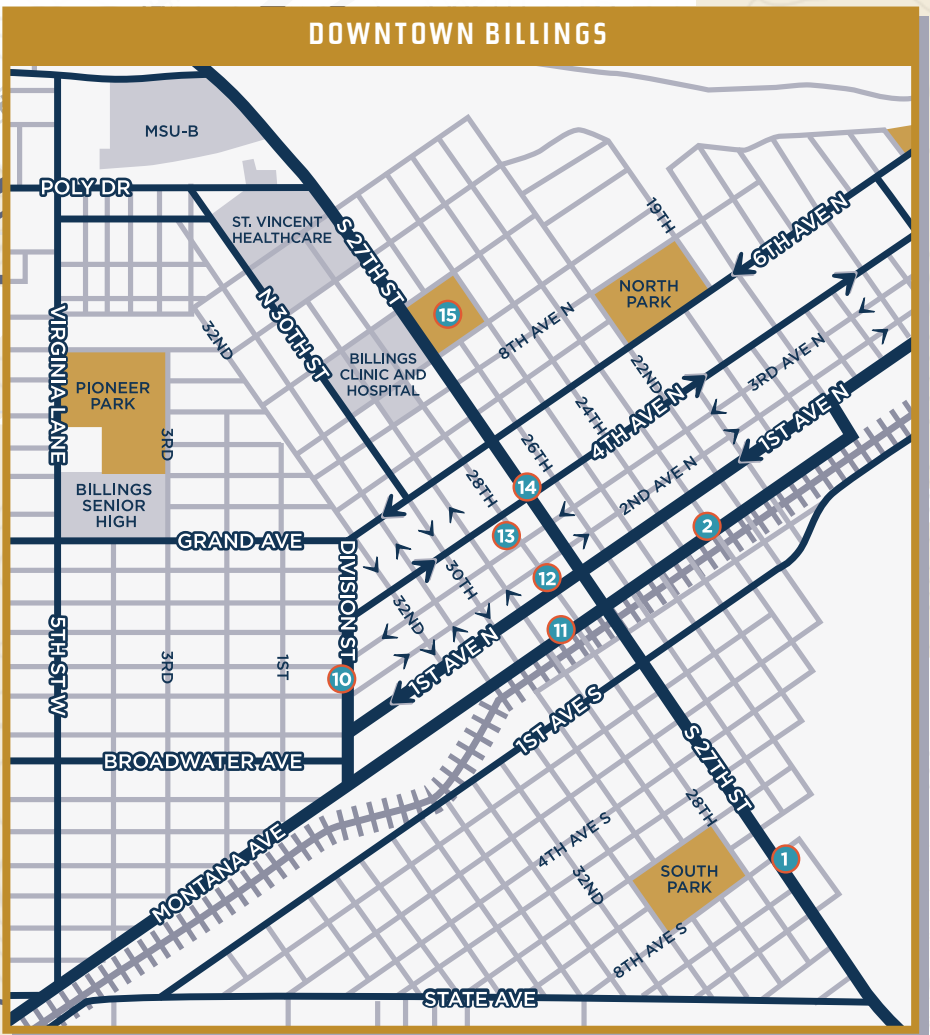 DOWNTOWN BILLINGS
MSU-B
POLY DR
ST. VINCENT
HEALTHCARE
S 27TH ST
19TH
6TH AVE N
NORTH
PARK
15
8TH AVE N
N 30TH ST
32ND
VIRGINIA LANE
BILLINGS
CLINIC AND
HOSPITAL
PIONEER
PARK
3RD
22ND
3RD AVE N
24TH
4TH AVE N
1ST AVE N
26TH
28TH
14
2ND AVE N
BILLINGS
SENIOR
HIGH
13
2
GRAND AVE
DIVISION ST
30TH
12
32ND
11
5TH ST W
3RD
1ST
10
1ST AVE N
1ST AVE S
BROADWATER AVE
S 27TH ST
28TH
4TH AVE S
32ND
SOUTH
PARK
1
MONTANA AVE
8TH AVE S
STATE AVE